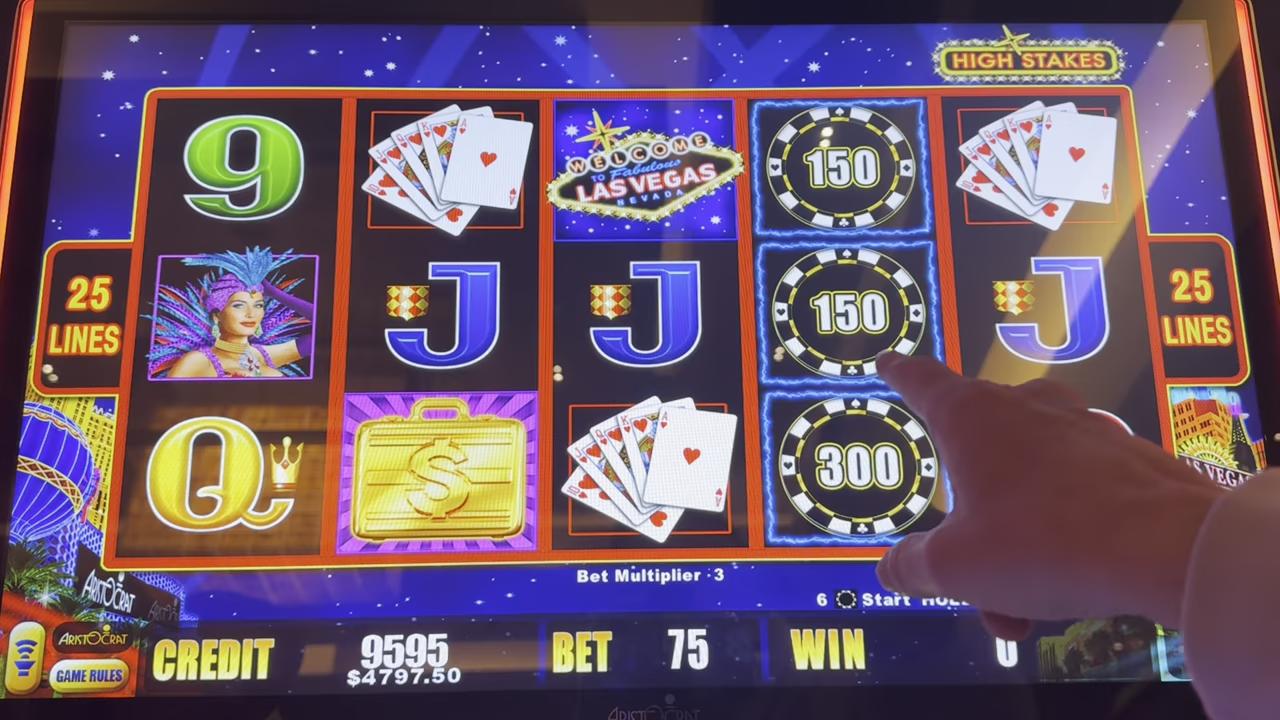 HIGH STAKES
9
WELCOME
TO Fabulous
LAS VEGAS
NEVADA
150
25
LINES
J
J
150
J
25
LINES
Q
$
300
Bet Multiplier · 3
6 Start
ARISTOCRAT
ARISTOCRAT
GAME RULES
CREDIT
9595
$4797.50
BET
75
WIN
0